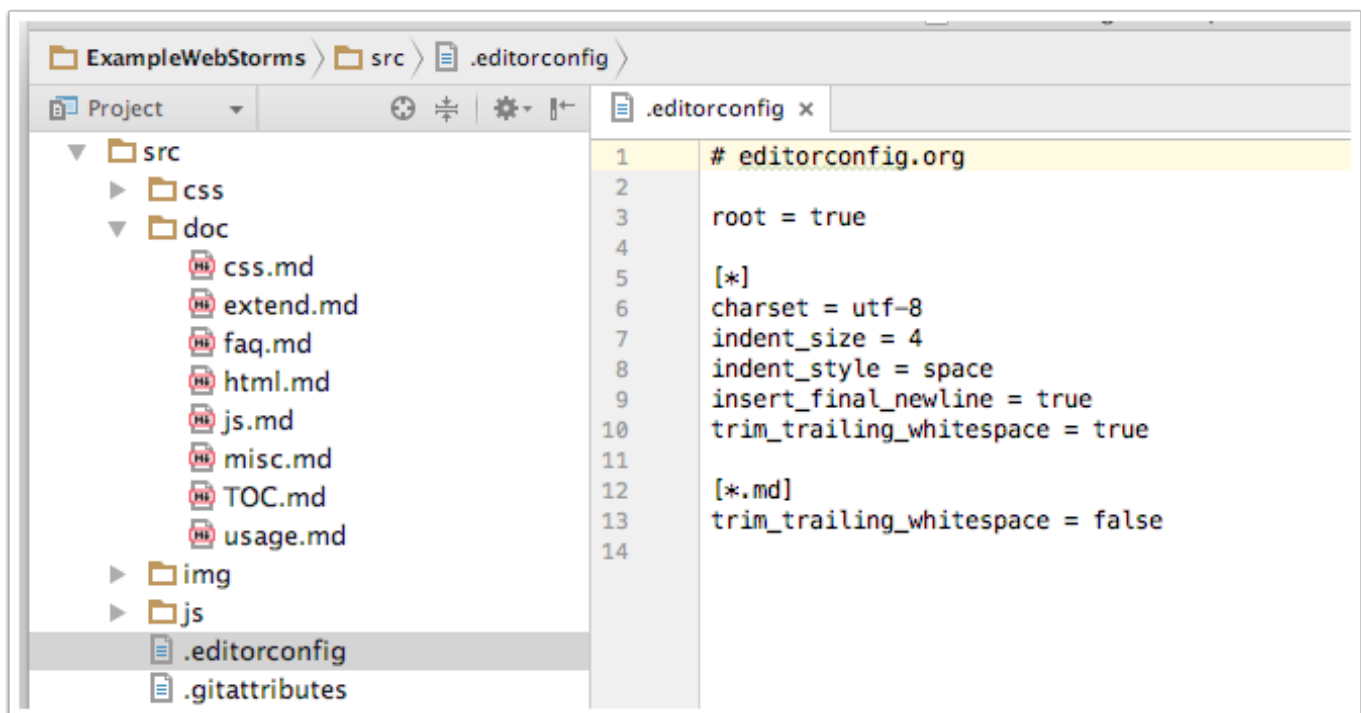 ExampleWebStorms src .editorconfig
Project
.editorconfig ×
src
css
doc
css.md
extend.md
faq.md
html.md
js.md
misc.md
TOC.md
usage.md
img
js
.editorconfig
.gitattributes
1 # editorconfig.org
2
3 root = true
4
5 [*]
6 charset = utf-8
7 indent_size = 4
8 indent_style = space
9 insert_final_newline = true
10 trim_trailing_whitespace = true
11
12 [*.md]
13 trim_trailing_whitespace = false
14